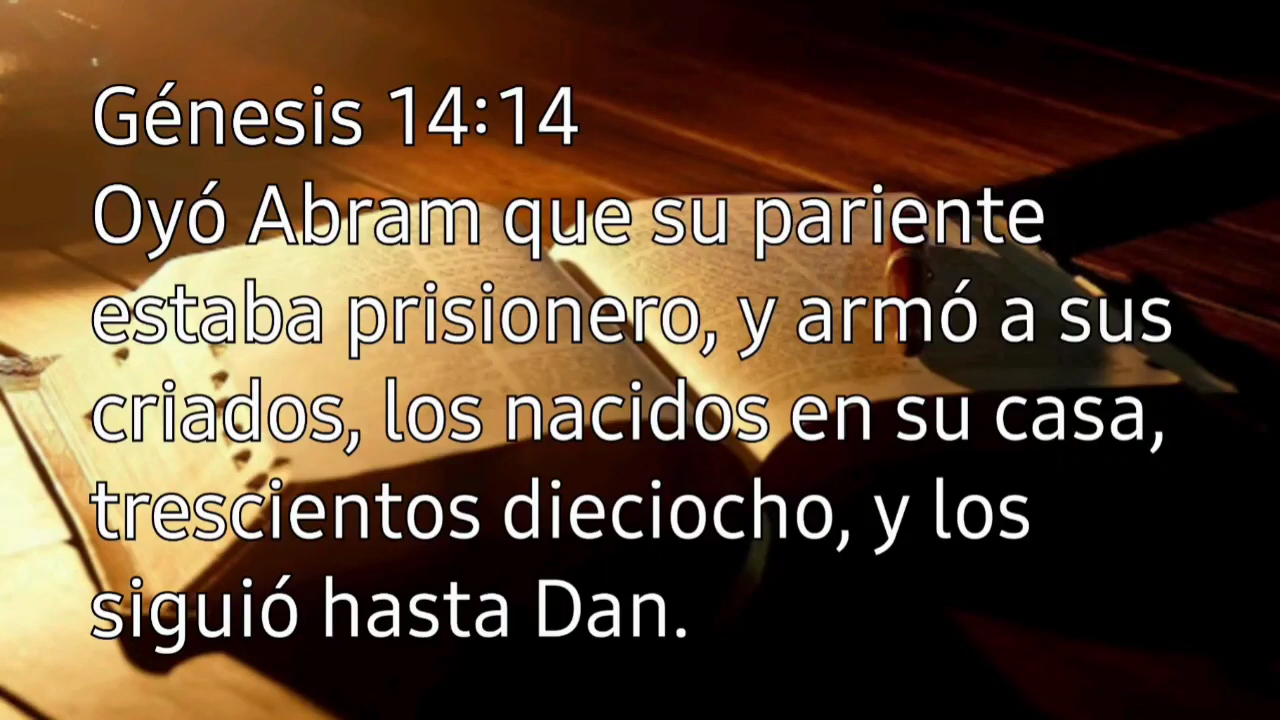 Génesis 14:14
Oyó Abram que su pariente
estaba prisionero, y armó a sus
criados, los nacidos en su casa,
trescientos dieciocho, y los
siguió hasta Dan.